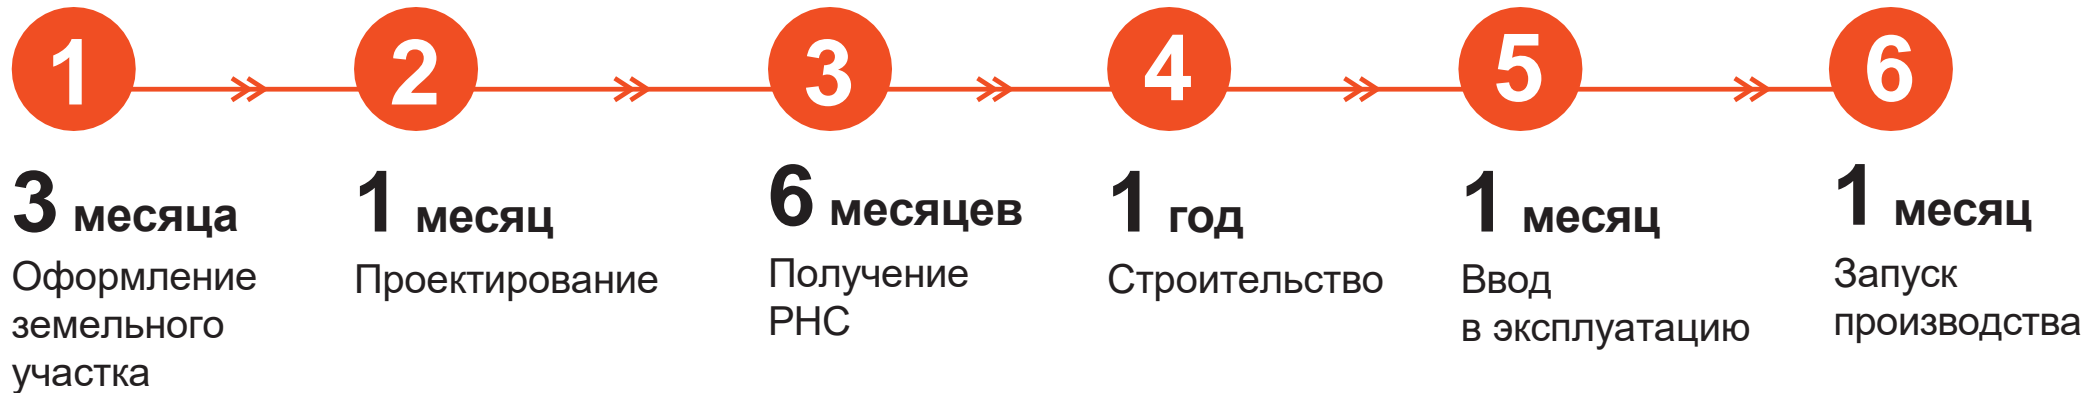 1
2
3
4
5
6
3 месяца
Оформление
земельного
участка
1 месяц
Проектирование
6 месяцев
Получение
РНС
1 год
Строительство
1 месяц
Ввод
в эксплуатацию
1 месяц
Запуск
производства